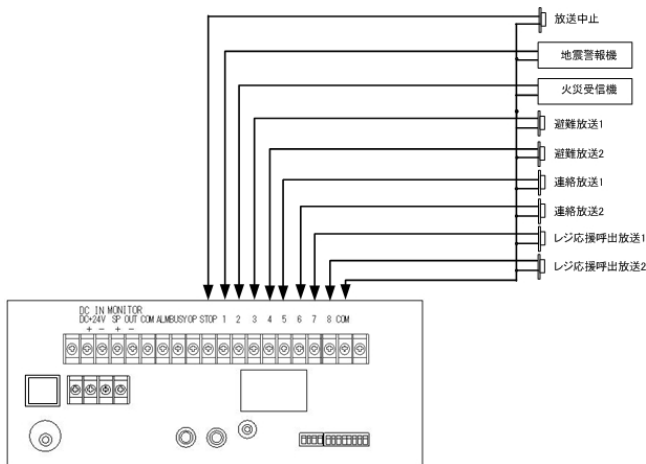 放送中止
地震警報機
火災受信機
避難放送1
避難放送2
連絡放送1
連絡放送2
レジ応援呼出放送1
レジ応援呼出放送2
DC IN MONITOR
DC+24V SP OUT COM ALM BUSY OP STOP 1 2 3 4 5 6 7 8 COM
+ - + -